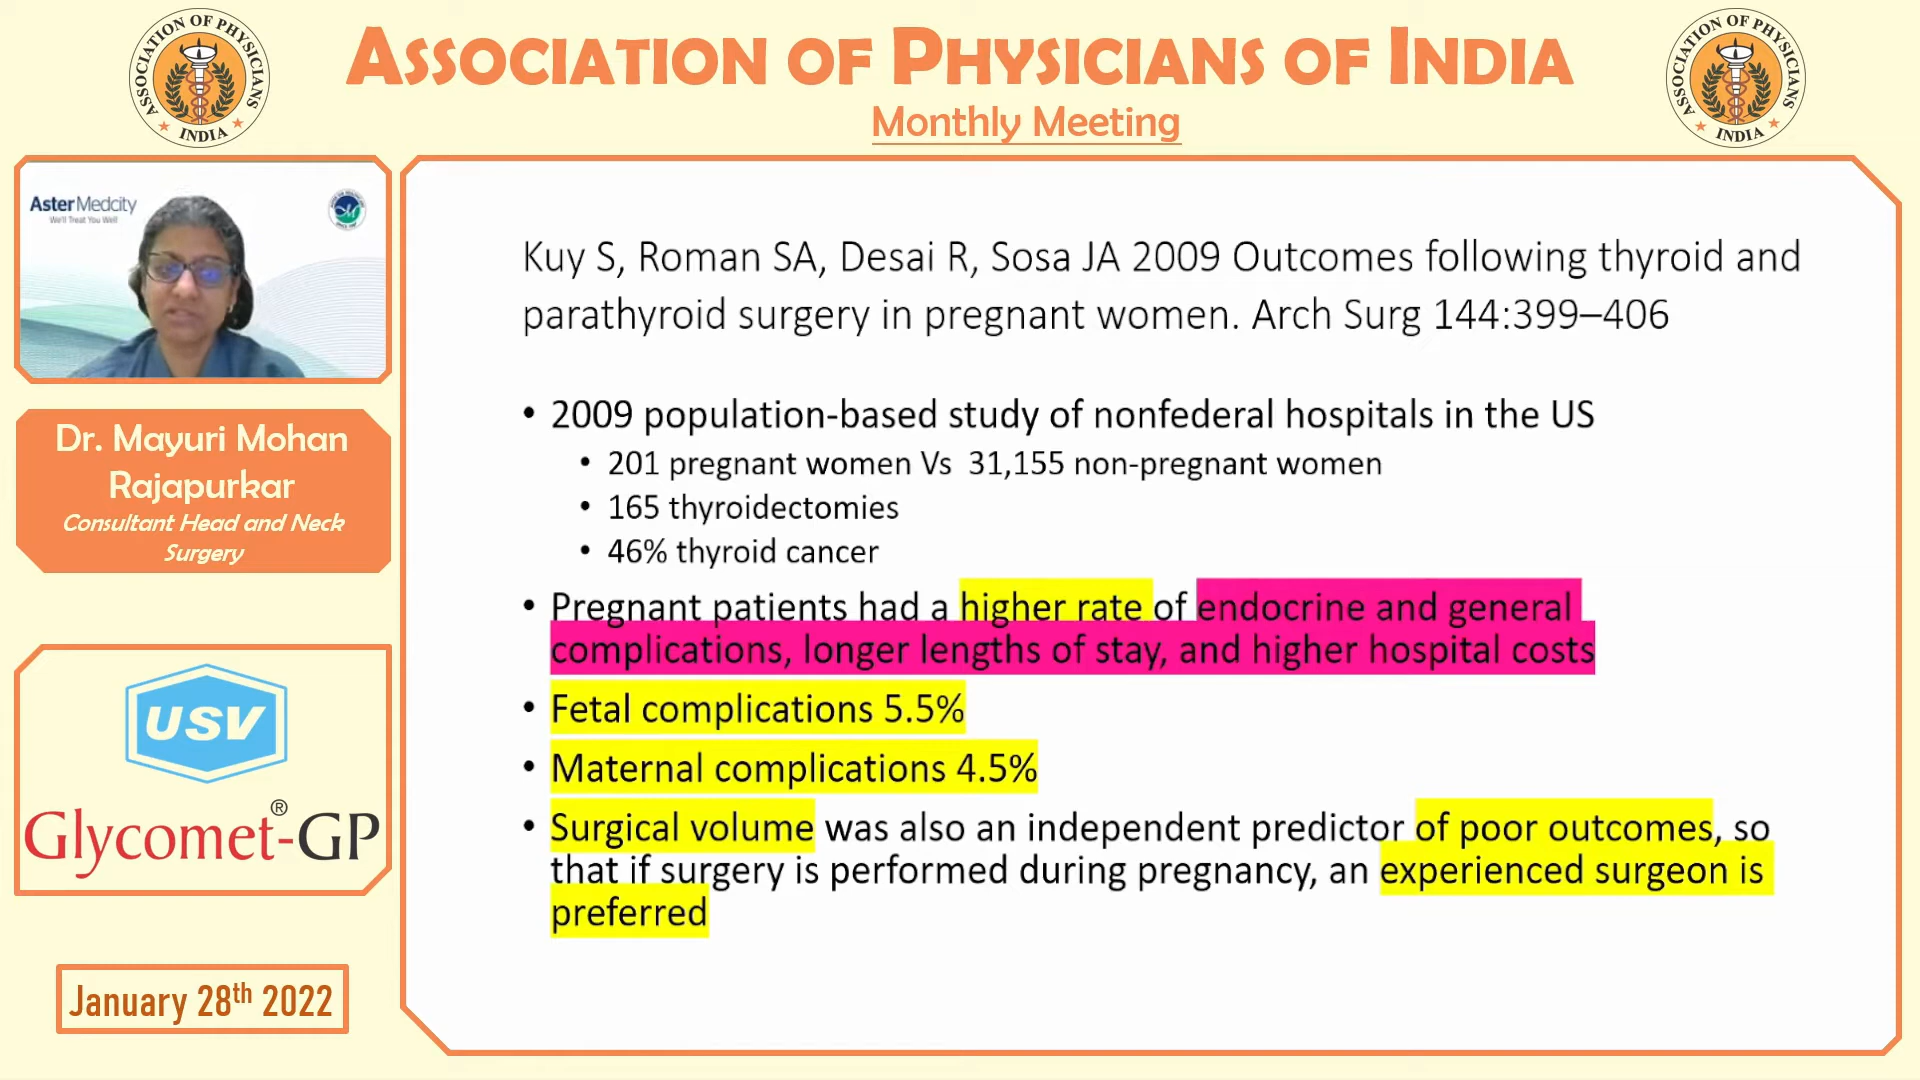 ASSOCIATION OF PHYSICIANS OF INDIA
Monthly Meeting
ASSOCIATION OF PHYSICIANS
INDIA
ASSOCIATION OF PHYSICIANS
INDIA
Aster Medcity
We'll Treat You Well
Dr. Mayuri Mohan
Rajapurkar
Consultant Head and Neck
Surgery
USV
Glycomet®-GP
January 28th 2022
Kuy S, Roman SA, Desai R, Sosa JA 2009 Outcomes following thyroid and
parathyroid surgery in pregnant women. Arch Surg 144:399–406
• 2009 population-based study of nonfederal hospitals in the US
• 201 pregnant women Vs 31,155 non-pregnant women
• 165 thyroidectomies
• 46% thyroid cancer
• Pregnant patients had a higher rate of endocrine and general
complications, longer lengths of stay, and higher hospital costs
• Fetal complications 5.5%
• Maternal complications 4.5%
• Surgical volume was also an independent predictor of poor outcomes, so
that if surgery is performed during pregnancy, an experienced surgeon is
preferred